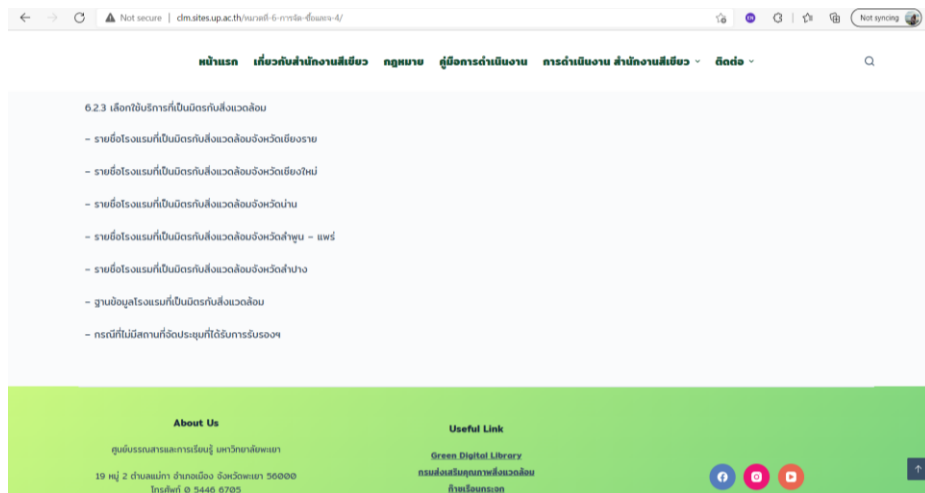 Not secure | clm.sites.up.ac.th/หมวดที่-6-การจัด-ซื้อและจ-4/
Not syncing
หน้าแรก เกี่ยวกับสำนักงานสีเขียว กฎหมาย คู่มือการดำเนินงาน การดำเนินงาน สำนักงานสีเขียว ติดต่อ
6.2.3 เลือกใช้บริการที่เป็นมิตรกับสิ่งแวดล้อม
– รายชื่อโรงแรมที่เป็นมิตรกับสิ่งแวดล้อมจังหวัดเชียงราย
– รายชื่อโรงแรมที่เป็นมิตรกับสิ่งแวดล้อมจังหวัดเชียงใหม่
– รายชื่อโรงแรมที่เป็นมิตรกับสิ่งแวดล้อมจังหวัดน่าน
– รายชื่อโรงแรมที่เป็นมิตรกับสิ่งแวดล้อมจังหวัดลำพูน – แพร่
– รายชื่อโรงแรมที่เป็นมิตรกับสิ่งแวดล้อมจังหวัดลำปาง
– ฐานข้อมูลโรงแรมที่เป็นมิตรกับสิ่งแวดล้อม
– กรณีที่ไม่มีสถานที่จัดประชุมที่ได้รับการรับรองฯ
About Us
ศูนย์บรรณสารและการเรียนรู้ มหาวิทยาลัยพะเยา
19 หมู่ 2 ตำบลแม่กา อำเภอเมือง จังหวัดพะเยา 56000
โทรศัพท์ 0 5446 6705
Useful Link
Green Digital Library
กรมส่งเสริมคุณภาพสิ่งแวดล้อม
ก๊าซเรือนกระจก